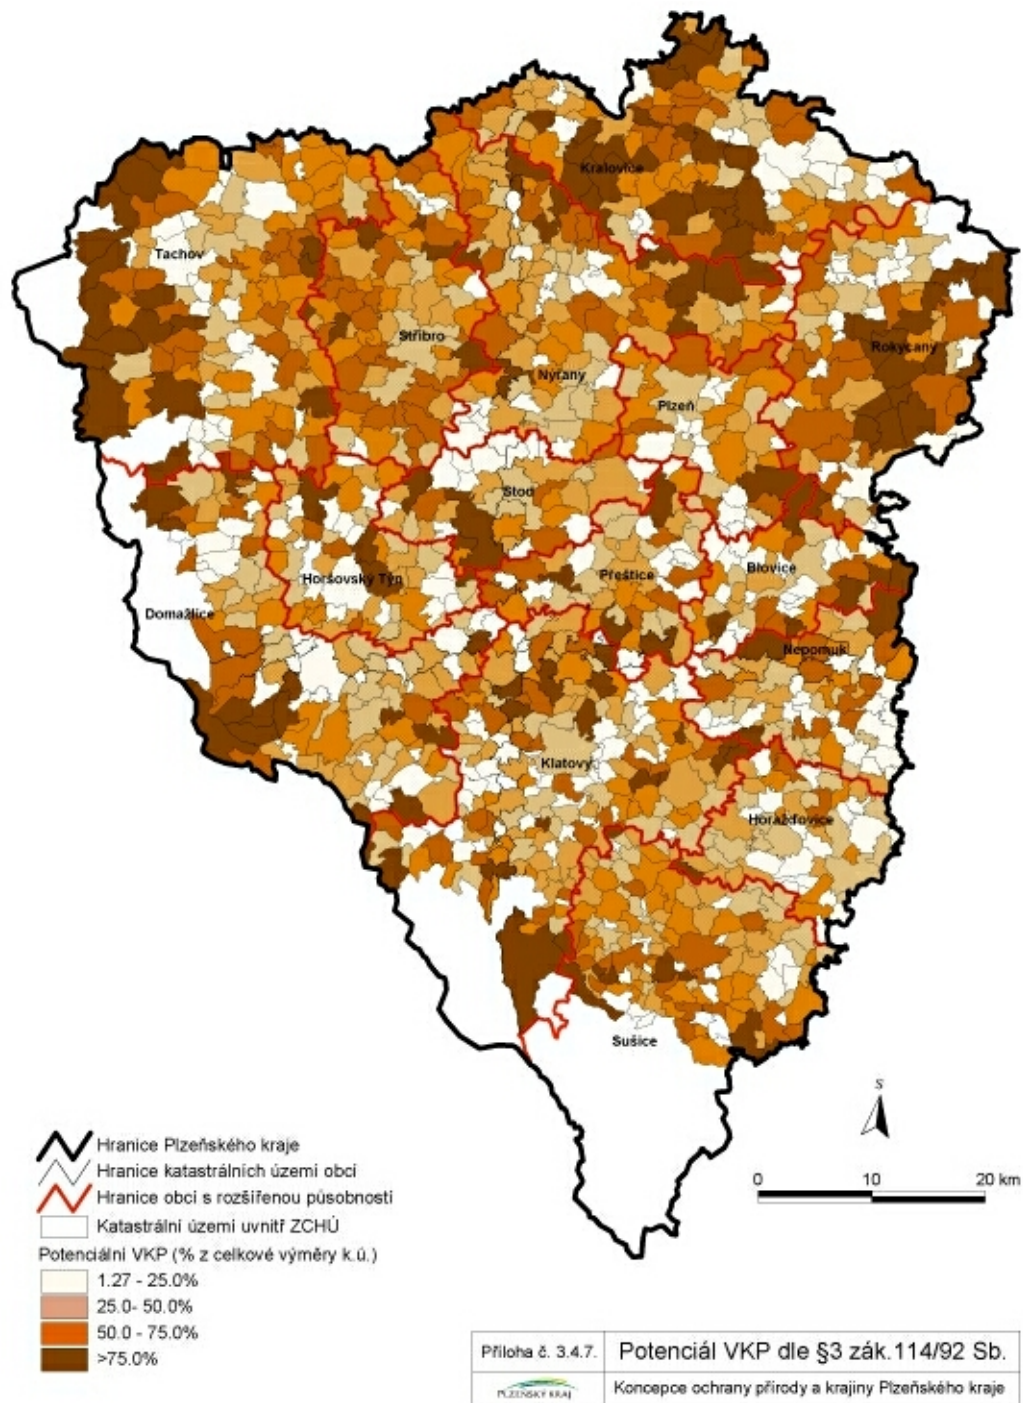 Kralovice
Tachov
Stříbro
Rokycany
Nýřany
Plzeň
Stod
Horšovský Týn
Přeštice
Blovice
Domažlice
Nepomuk
Klatovy
Horažďovice
Sušice
S
0 10 20 km
Hranice Plzeňského kraje
Hranice katastrálních území obcí
Hranice obcí s rozšířenou působností
Katastrální území uvnitř ZCHÚ
Potenciální VKP (% z celkové výměry k.ú.)
1.27 - 25.0%
25.0- 50.0%
50.0 - 75.0%
>75.0%
Příloha č. 3.4.7.
Potenciál VKP dle §3 zák.114/92 Sb.
PLZEŇSKÝ KRAJ
Koncepce ochrany přírody a krajiny Plzeňského kraje